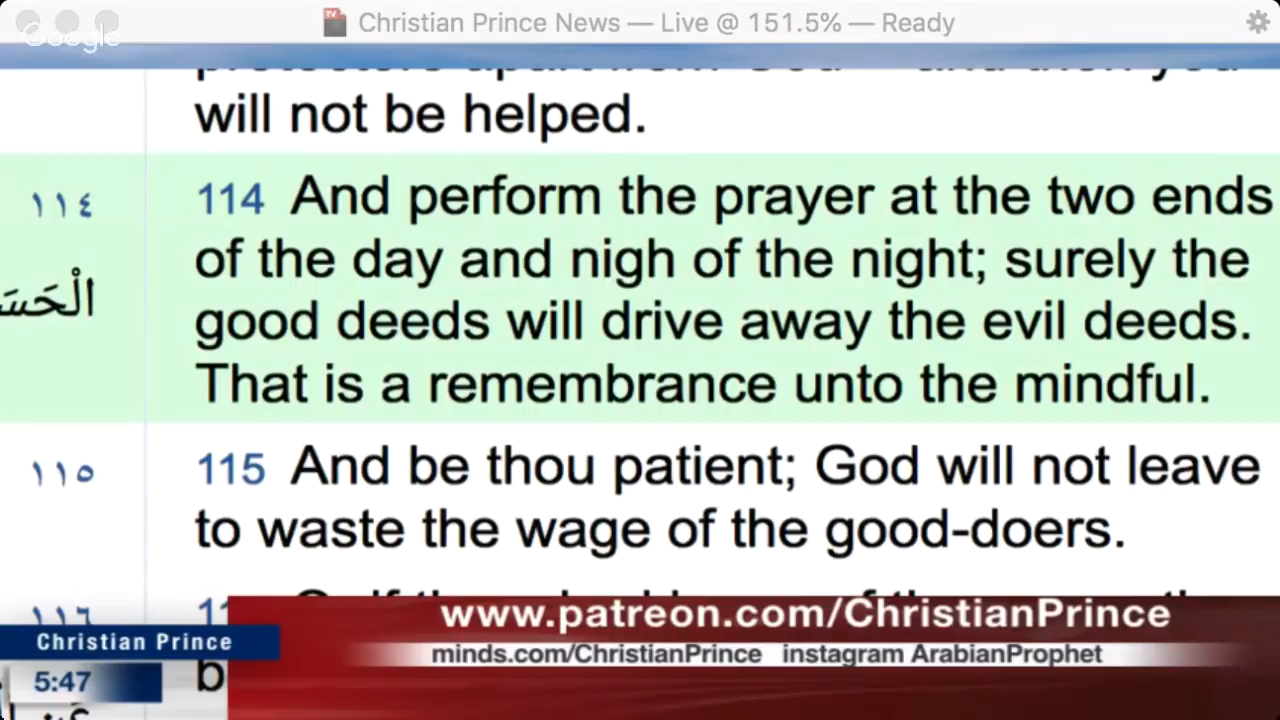 Christian Prince News — Live @ 151.5% — Ready
Google
will not be helped.
١١٤
114 And perform the prayer at the two ends
of the day and nigh of the night; surely the
good deeds will drive away the evil deeds.
That is a remembrance unto the mindful.
١١٥
115 And be thou patient; God will not leave
to waste the wage of the good-doers.
١١٦
www.patreon.com/ChristianPrince
Christian Prince
minds.com/ChristianPrince instagram ArabianProphet
5:47